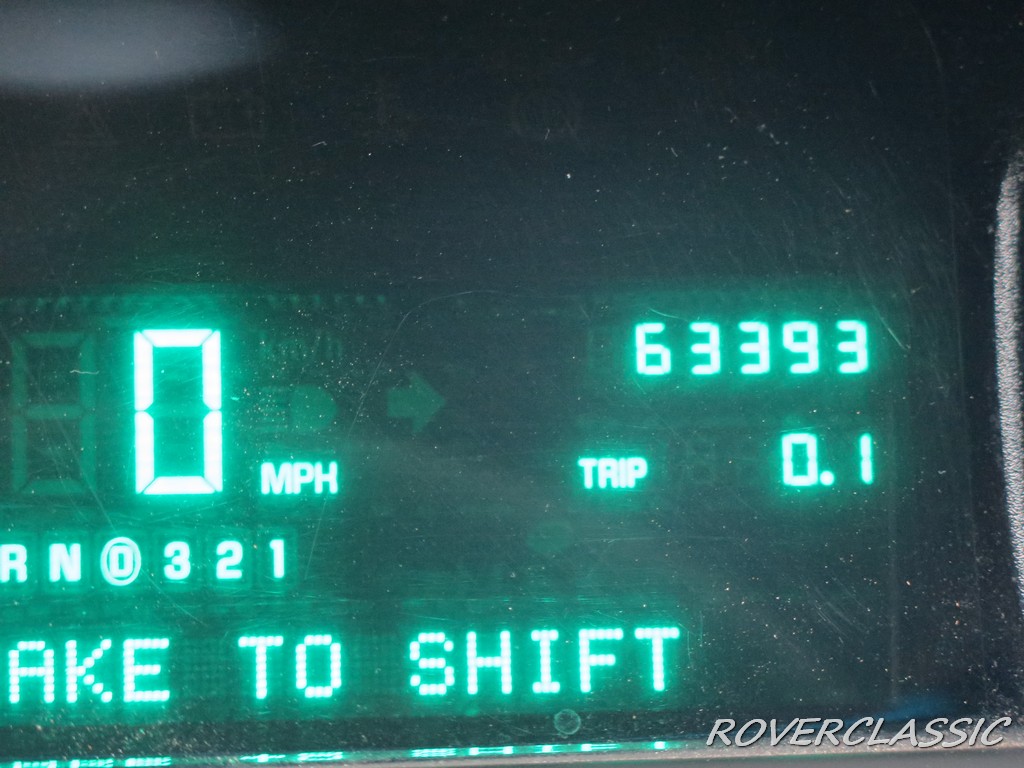 63393
0 MPH TRIP 0.1
R N D 3 2 1
AKE TO SHIFT
ROVERCLASSIC